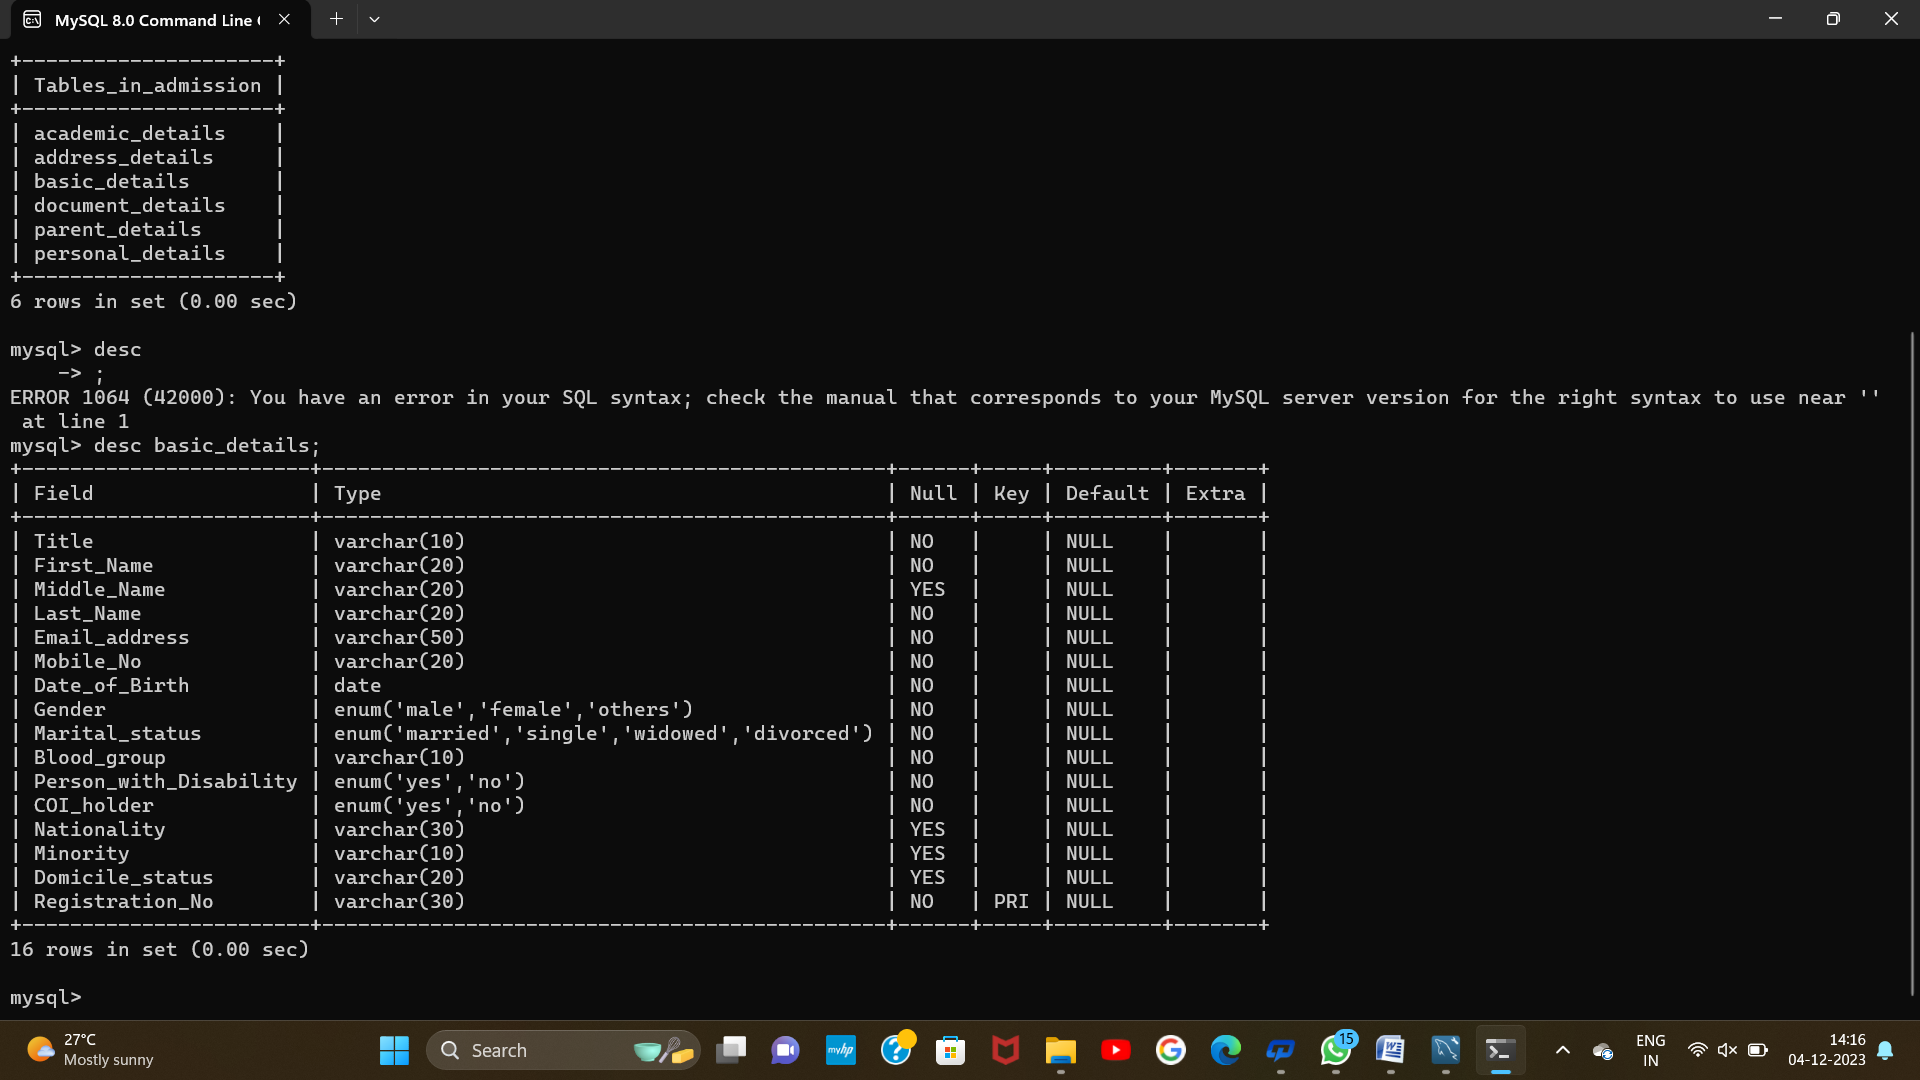 MySQL 8.0 Command Line
+---------------------+
| Tables_in_admission |
+---------------------+
| academic_details    |
| address_details     |
| basic_details       |
| document_details    |
| parent_details      |
| personal_details    |
+---------------------+
6 rows in set (0.00 sec)

mysql> desc
    -> ;
ERROR 1064 (42000): You have an error in your SQL syntax; check the manual that corresponds to your MySQL server version for the right syntax to use near ''
 at line 1
mysql> desc basic_details;
+------------------------+-----------------------------------------------+------+-----+---------+-------+
| Field                  | Type                                          | Null | Key | Default | Extra |
+------------------------+-----------------------------------------------+------+-----+---------+-------+
| Title                  | varchar(10)                                   | NO   |     | NULL    |       |
| First_Name             | varchar(20)                                   | NO   |     | NULL    |       |
| Middle_Name            | varchar(20)                                   | YES  |     | NULL    |       |
| Last_Name              | varchar(20)                                   | NO   |     | NULL    |       |
| Email_address          | varchar(50)                                   | NO   |     | NULL    |       |
| Mobile_No              | varchar(20)                                   | NO   |     | NULL    |       |
| Date_of_Birth          | date                                          | NO   |     | NULL    |       |
| Gender                 | enum('male','female','others')                | NO   |     | NULL    |       |
| Marital_status         | enum('married','single','widowed','divorced') | NO   |     | NULL    |       |
| Blood_group            | varchar(10)                                   | NO   |     | NULL    |       |
| Person_with_Disability | enum('yes','no')                              | NO   |     | NULL    |       |
| COI_holder             | enum('yes','no')                              | NO   |     | NULL    |       |
| Nationality            | varchar(30)                                   | YES  |     | NULL    |       |
| Minority               | varchar(10)                                   | YES  |     | NULL    |       |
| Domicile_status        | varchar(20)                                   | YES  |     | NULL    |       |
| Registration_No        | varchar(30)                                   | NO   | PRI | NULL    |       |
+------------------------+-----------------------------------------------+------+-----+---------+-------+
16 rows in set (0.00 sec)

mysql>
27°C
Mostly sunny
Search
myhp
15
ENG
IN
14:16
04-12-2023